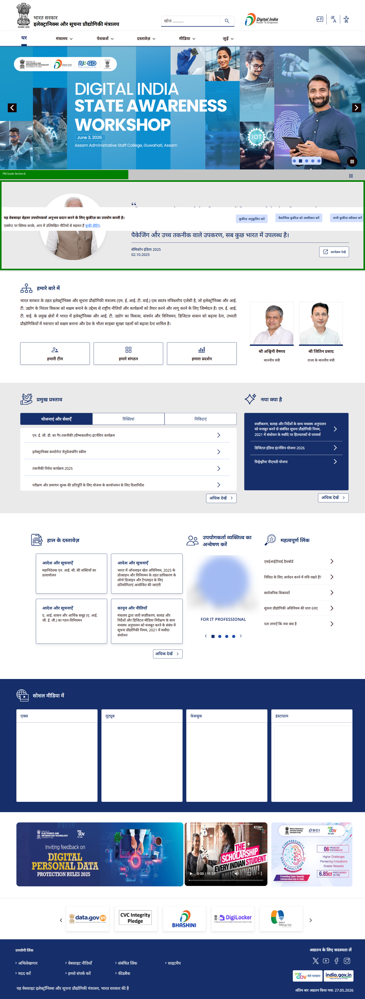 भारत सरकार
इलेक्ट्रानिक्स और सूचना प्रौद्योगिकी मंत्रालय
सत्यमेव जयते
खोज ..........
Digital India
Power To Empower
घर
मंत्रालय
पेशकशें
दस्तावेज़
मीडिया
जुड़ें
MINISTRY OF
ELECTRONICS AND
INFORMATION TECHNOLOGY
GOVERNMENT OF INDIA
Digital India
NeGD
DIGITAL INDIA
STATE AWARENESS
WORKSHOP
June 3, 2026
Assam Administrative Staff College, Guwahati, Assam
IOT
PM Quote Section
यह वेबसाइट बेहतर उपयोगकर्ता अनुभव प्रदान करने के लिए कुकीज़ का उपयोग करती है।
एक्सेप्ट पर क्लिक करके, आप में उल्लिखित नीतियों से सहमत हैं कुकी सेटिंग.
कुकीज़ अनुकूलित करें
वैकल्पिक कुकीज़ को अस्वीकार करें
सभी कुकीज़ स्वीकार करें
पैकेजिंग और उच्च तकनीक वाले उपकरण, सब कुछ भारत में उपलब्ध है।
सेमिकॉन इंडिया 2025
02.10.2025
कार्यक्रम देखें
हमारे बारे में
भारत सरकार के तहत इलेक्ट्रॉनिक्स और सूचना प्रौद्योगिकी मंत्रालय (एम. ई. आई. टी. वाई.) एक स्वतंत्र मंत्रिस्तरीय एजेंसी है, जो इलेक्ट्रॉनिक्स और आई.
टी. उद्योग के निरंतर विकास को सक्षम बनाने के उद्देश्य से राष्ट्रीय नीतियों और कार्यक्रमों को तैयार करने और लागू करने के लिए जिम्मेदार है। एम. ई. आई.
टी. वाई. के प्रमुख क्षेत्रों में भारत में इलेक्ट्रॉनिक्स और आई. टी. उद्योग का विकास, संवर्धन और विनियमन, डिजिटल शासन को बढ़ावा देना, उभरती
प्रौद्योगिकियों में नवाचार को सक्षम बनाना और देश के भीतर साइबर सुरक्षा पहलों को बढ़ावा देना शामिल है।
हमारी टीम
हमारे संगठन
हमारा प्रदर्शन
श्री अश्विनी वैष्णव
माननीय मंत्री
श्री जितिन प्रसाद
राज्य के माननीय मंत्री
प्रमुख प्रस्ताव
योजनाएं और सेवाएँ
रिक्तियां
निविदाएं
एन. ई. जी. डी. का गैर-तकनीकी (ग्रीष्मकालीन) इंटर्नशिप कार्यक्रम
इलेक्ट्रानिक्स कम्पोनेन्ट मेनुफेक्चरिंग स्कीम
तकनीकी निवेश कार्यक्रम 2025
परीक्षण और प्रमाणन शुल्क की प्रतिपूर्ति के लिए योजना के कार्यान्वयन के लिए दिशानिर्देश
अधिक देखें
नया क्या है
स्पष्टीकरण, सलाह और निर्देशों के साथ मध्यस्थ अनुपालन
को मजबूत करने से संबंधित सूचना प्रौद्योगिकी नियम,
2021 में संशोधन के मसौदे पर हितधारकों से परामर्श
डिजिटल इंडिया इंटर्नशिप योजना 2026
विश्वेश्वरैया पीएचडी योजना
अधिक देखें
हाल के दस्तावेज़
आदेश और सूचनाएँ
महानिदेशक एन. आई. सी. की शक्तियों का
प्रत्यायोजन
आदेश और सूचनाएँ
भारत में ऑनलाइन खेल अधिनियम, 2025 के
प्रोत्साहन और विनियमन के तहत प्राधिकरण के
लोगो डिजाइन और टैगलाइन के लिए
प्रतियोगिताएं आयोजित की जाएंगी
आदेश और सूचनाएँ
ए. आई. शासन और आर्थिक समूह (ए. आई.
जी. ई. जी.) का गठन-विनियमन
कानून और नीतियाँ
मंत्रालय द्वारा जारी स्पष्टीकरण, सलाह और
निर्देशों और डिजिटल मीडिया निरीक्षण के साथ
मध्यस्थ अनुपालन को मजबूत करने के संबंध में
सूचना प्रौद्योगिकी नियम, 2021 में मसौदा
संशोधन
अधिक देखें
उपयोगकर्ता व्यक्तित्व का
अन्वेषण करें
FOR IT PROFESSIONAL
महत्वपूर्ण लिंक
एमईआईटीवाई डैशबोर्ड
निविदा के लिए आवेदन करने में रुचि रखते हैं?
सार्वजनिक शिकायतें
सूचना प्रौद्योगिकी अधिनियम की धारा 69ए
पता लगाएँ कि नया क्या है
सोशल मीडिया में
एक्स
यूट्यूब
फेसबुक
इंस्टाग्राम
MINISTRY OF
ELECTRONICS AND
INFORMATION TECHNOLOGY
GOVERNMENT OF INDIA
my GOV
मेरी सरकार
Inviting feedback on
DIGITAL
PERSONAL DATA
PROTECTION RULES 2025
THE
SCHOLARSHIP
EVERY INDIAN STUDENT
0:00 / 11:57
Ministry of Electronics &
Information Technology
Government of India
DSCI
my GOV
CYBERSECURITY
GRAND CHALLENGE 2.0
Promoting Cyber Security
Entrepreneurship in India
06 PROBLEM
STATEMENTS
Higher Challenges
Pioneering Innovations
Greater Rewards
6.85cr PRIZE MONEY
(IN INR)
data.gov in
CVC Integrity
Pledge
BHASHINI
DigiLocker
MeitY
Startup Hub
उपयोगी लिंक
अभिलेखागार
वेबसाइट नीतियाँ
संबंधित लिंक
साइटमैप
मदद करें
हमसे संपर्क करें
फीडबैक
यह वेबसाइट इलेक्ट्रॉनिक्स और सूचना प्रौद्योगिकी मंत्रालय, भारत सरकार की है
अद्यतन के लिए सदस्यता लें
my GOV मेरी सरकार
india.gov.in
National Portal of India
अंतिम बार अद्यतन किया गया: 27.05.2026